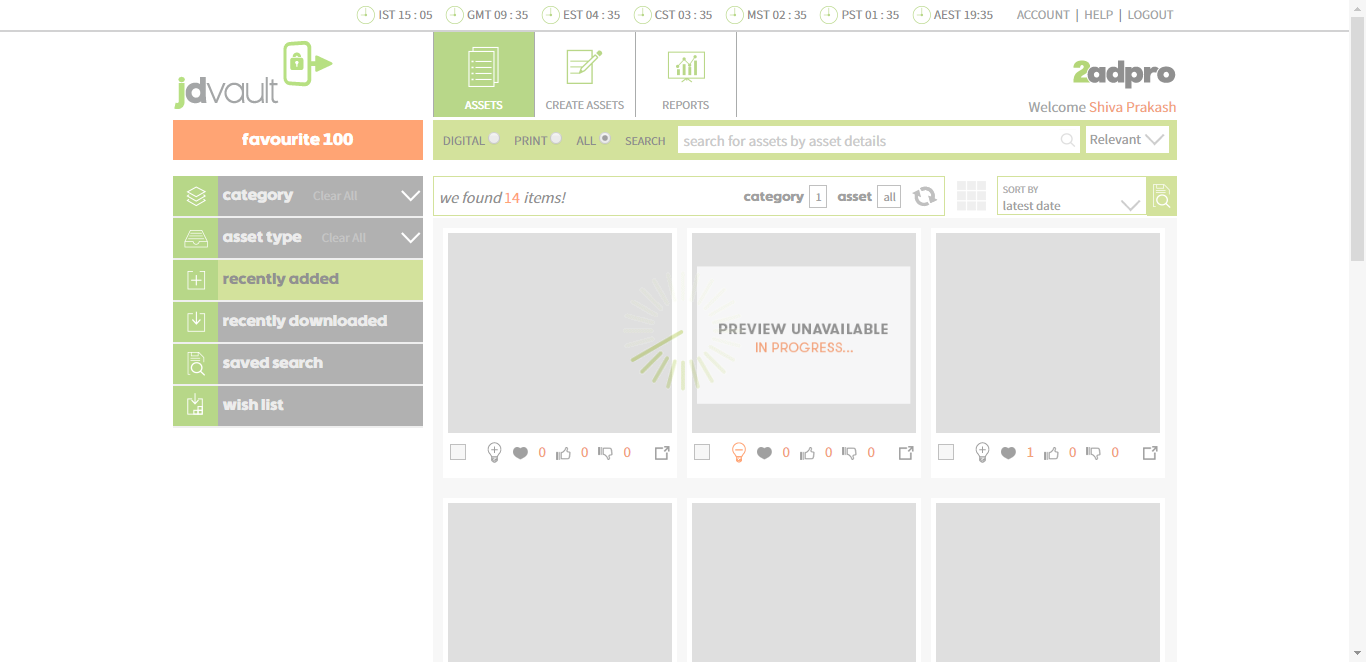 IST 15 : 05 GMT 09 : 35 EST 04 : 35 CST 03 : 35 MST 02 : 35 PST 01 : 35 AEST 19:35 ACCOUNT | HELP | LOGOUT
jdvault
ASSETS CREATE ASSETS REPORTS
2adpro
Welcome Shiva Prakash
favourite 100
DIGITAL PRINT ALL SEARCH search for assets by asset details Relevant
category Clear All
asset type Clear All
recently added
recently downloaded
saved search
wish list
we found 14 items! category 1 asset all
SORT BY
latest date
PREVIEW UNAVAILABLE
IN PROGRESS...
0 0 0
0 0 0
1 0 0